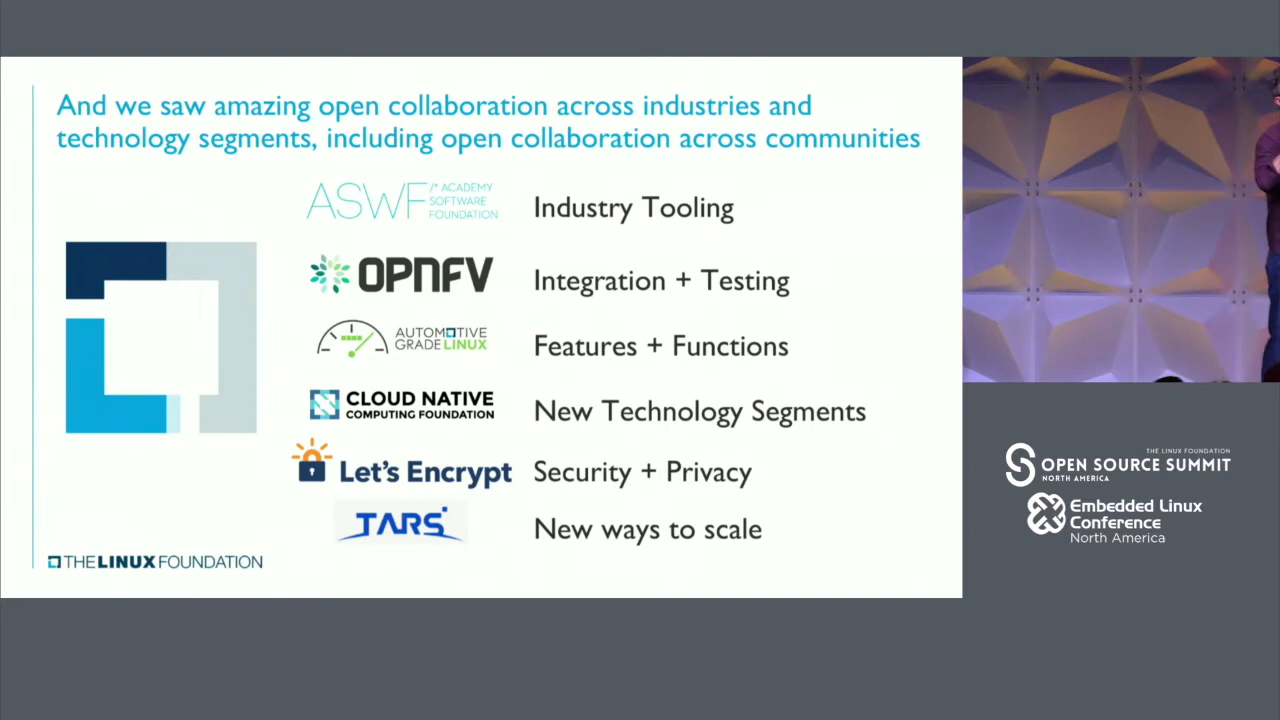 And we saw amazing open collaboration across industries and
technology segments, including open collaboration across communities
ASWF /* ACADEMY
SOFTWARE
FOUNDATION
Industry Tooling
OPNFV
Integration + Testing
AUTOMOTIVE
GRADELINUX
Features + Functions
CLOUD NATIVE
COMPUTING FOUNDATION
New Technology Segments
Let's Encrypt
Security + Privacy
TARS
New ways to scale
THE LINUX FOUNDATION
THE LINUX FOUNDATION
OPEN SOURCE SUMMIT
NORTH AMERICA
Embedded Linux
Conference
North America